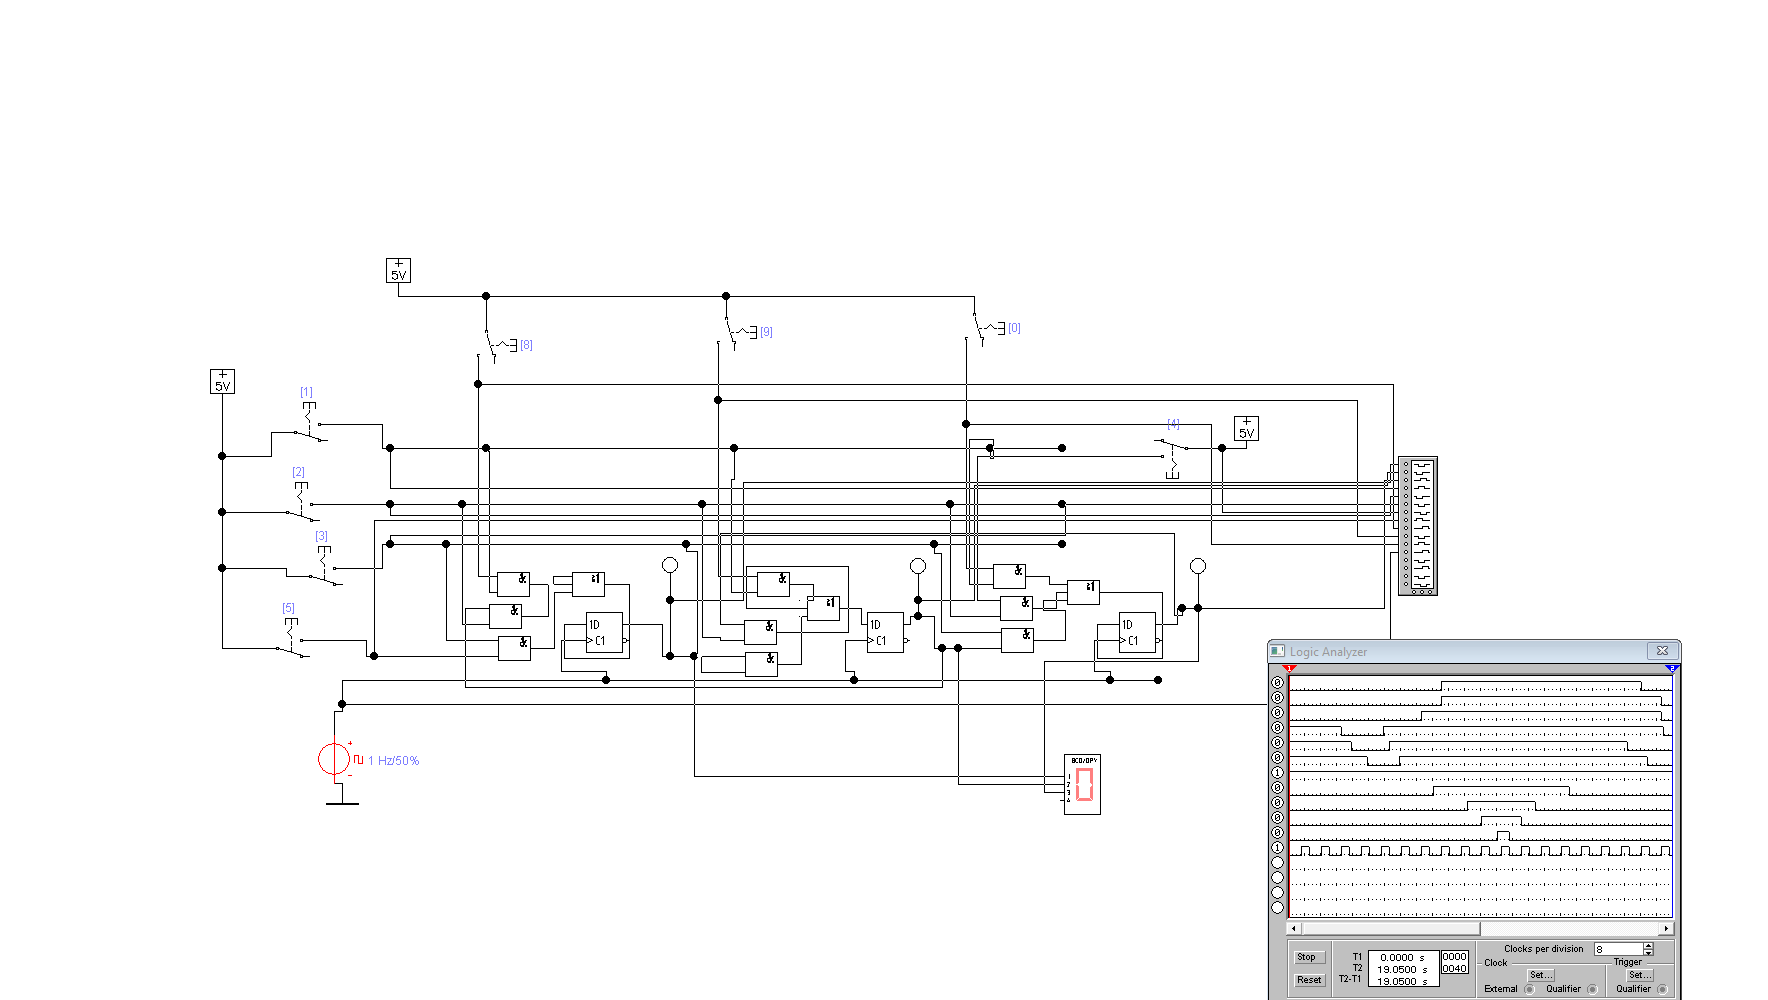 +
5V
[8]
[9]
[0]
+
5V
[1]
[4]
+
5V
[2]
[3]
[5]
&
≥1
&
&
1D
C1
&
≥1
&
&
1D
C1
&
≥1
&
&
1D
C1
+
-
1 Hz/50%
BCD/DPY
1
2
3
4
0
Logic Analyzer
1
2
0
0
0
0
0
0
1
0
0
0
0
1
Stop
Reset
T1 0.0000 s 0000
T2 19.0500 s 0040
T2-T1 19.0500 s
Clocks per division 8
Clock
Set...
External Qualifier
Trigger
Set...
Qualifier